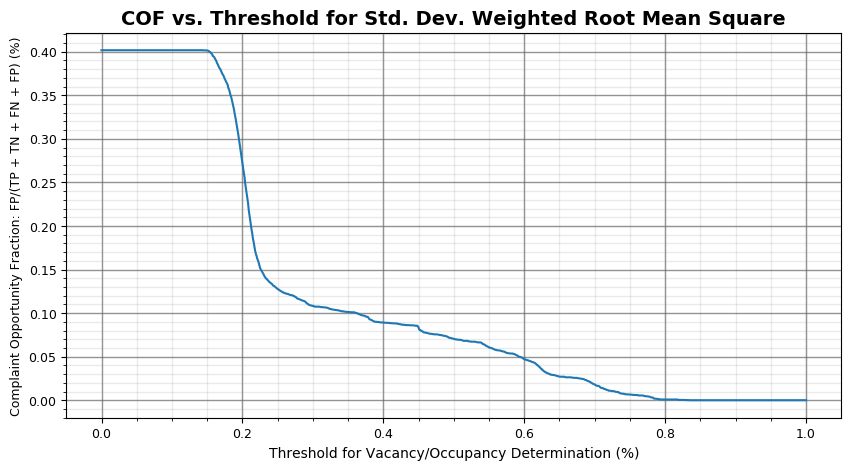 COF vs. Threshold for Std. Dev. Weighted Root Mean Square
Complaint Opportunity Fraction: FP/(TP + TN + FN + FP) (%)
0.40
0.35
0.30
0.25
0.20
0.15
0.10
0.05
0.00
0.0 0.2 0.4 0.6 0.8 1.0
Threshold for Vacancy/Occupancy Determination (%)